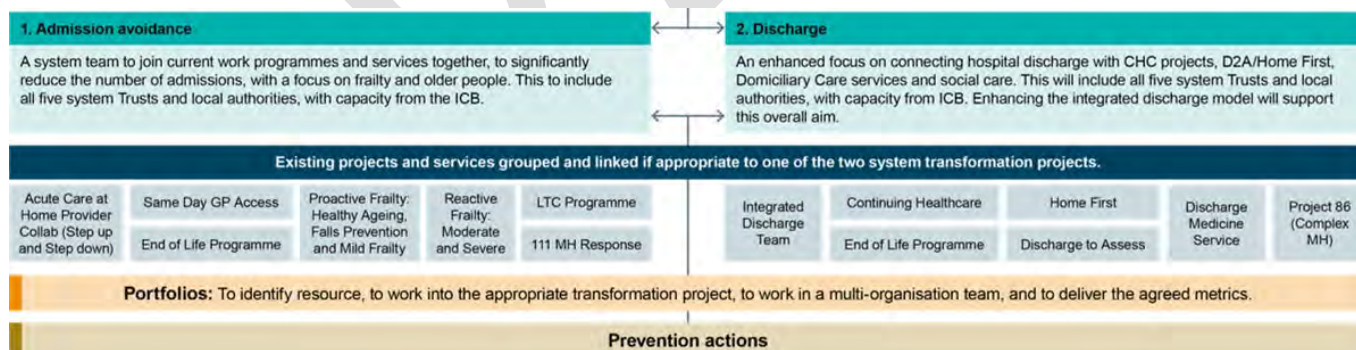 1. Admission avoidance
A system team to join current work programmes and services together, to significantly
reduce the number of admissions, with a focus on frailty and older people. This to include
all five system Trusts and local authorities, with capacity from the ICB.
2. Discharge
An enhanced focus on connecting hospital discharge with CHC projects, D2A/Home First,
Domiciliary Care services and social care. This will include all five system Trusts and local
authorities, with capacity from ICB. Enhancing the integrated discharge model will support
this overall aim.
Existing projects and services grouped and linked if appropriate to one of the two system transformation projects.
Acute Care at
Home Provider
Collab (Step up
and Step down)
Same Day GP Access
End of Life Programme
Proactive Frailty:
Healthy Ageing,
Falls Prevention
and Mild Frailty
Reactive
Frailty:
Moderate
and Severe
LTC Programme
111 MH Response
Integrated
Discharge
Team
Continuing Healthcare
End of Life Programme
Home First
Discharge to Assess
Discharge
Medicine
Service
Project 86
(Complex
MH)
Portfolios: To identify resource, to work into the appropriate transformation project, to work in a multi-organisation team, and to deliver the agreed metrics.
Prevention actions